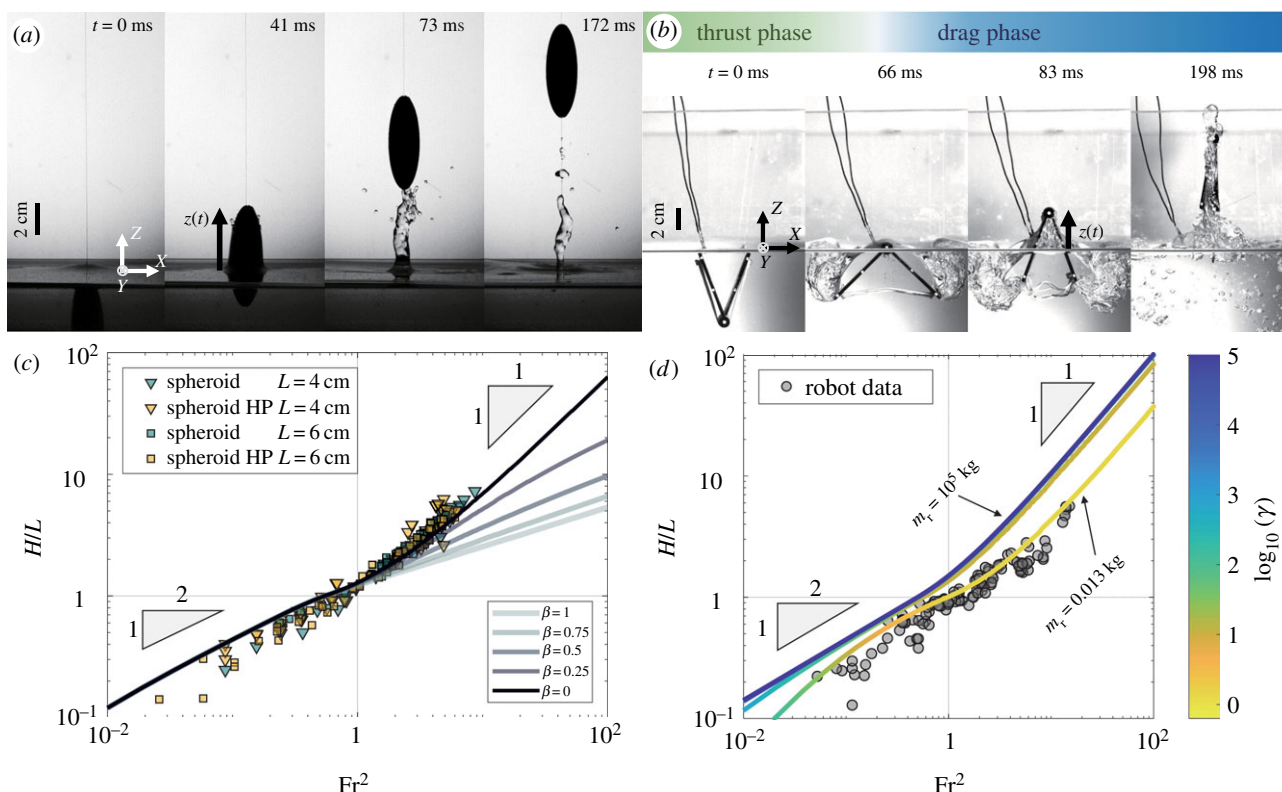 (a)
t = 0 ms
41 ms
73 ms
172 ms
2 cm
z(t)
Z
X
Y
(b)
thrust phase
drag phase
t = 0 ms
66 ms
83 ms
198 ms
2 cm
Z
X
Y
z(t)
(c)
10²
10
1
10⁻¹
H/L
spheroid L = 4 cm
spheroid HP L = 4 cm
spheroid L = 6 cm
spheroid HP L = 6 cm
1
1
2
1
β = 1
β = 0.75
β = 0.5
β = 0.25
β = 0
10⁻²
1
10²
Fr²
(d)
10²
10
1
10⁻¹
H/L
robot data
1
1
mᵣ = 10⁵ kg
mᵣ = 0.013 kg
2
1
10⁻²
1
10²
Fr²
5
4
3
2
1
0
log₁₀ (γ)